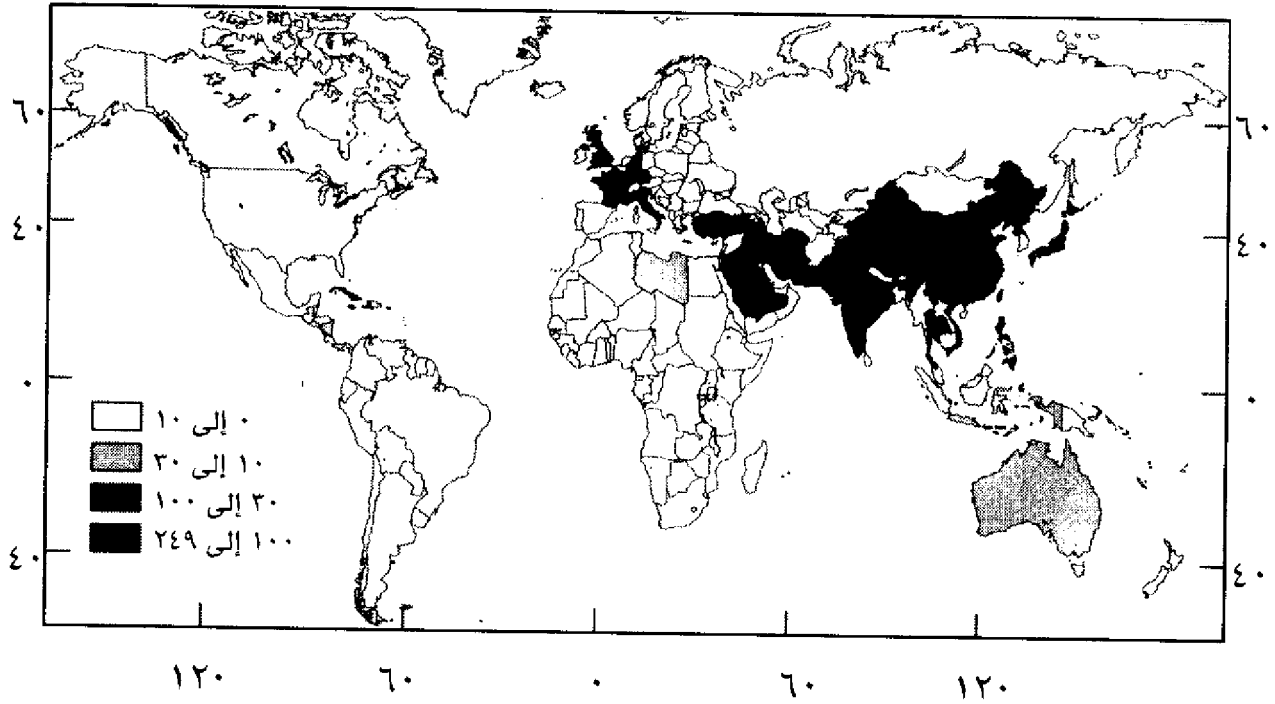 ٦٠ ٦٠
٤٠ ٤٠
٠ ٠
٠ إلى ١٠
١٠ إلى ٣٠
٣٠ إلى ١٠٠
١٠٠ إلى ٢٤٩
٤٠ ٤٠
١٢٠ ٦٠ ٠ ٦٠ ١٢٠